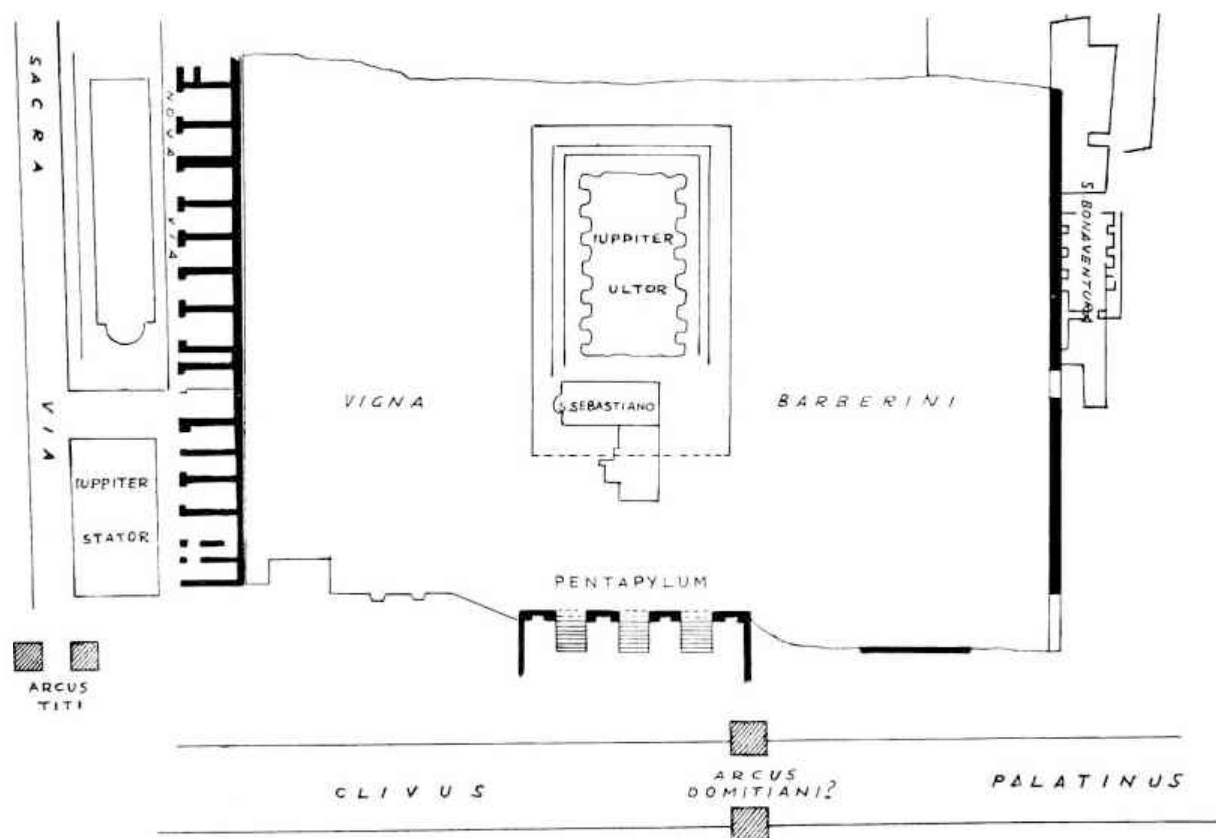 SACRA
VIA
NOVA
VIA
IUPPITER
ULTOR
S. BONAVENTURA
VIGNA
S. SEBASTIANO
BARBERINI
IUPPITER
STATOR
PENTAPYLUM
ARCUS
TITI
CLIVUS
ARCUS
DOMITIANI?
PALATINUS